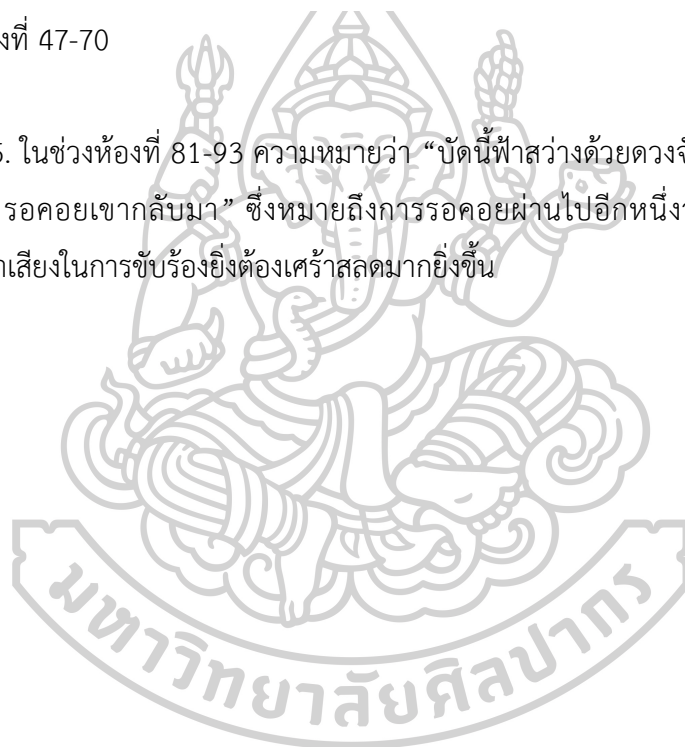 งที่ 47-70
5. ในช่วงห้องที่ 81-93 ความหมายว่า “บัดนี้ฟ้าสว่างด้วยดวงจั
รอคอยเขากลับมา” ซึ่งหมายถึงการรอคอยผ่านไปอีกหนึ่ง
เสียงในการขับร้องยิ่งต้องเศร้าสลดมากยิ่งขึ้น
มหาวิทยาลัยศิลปากร